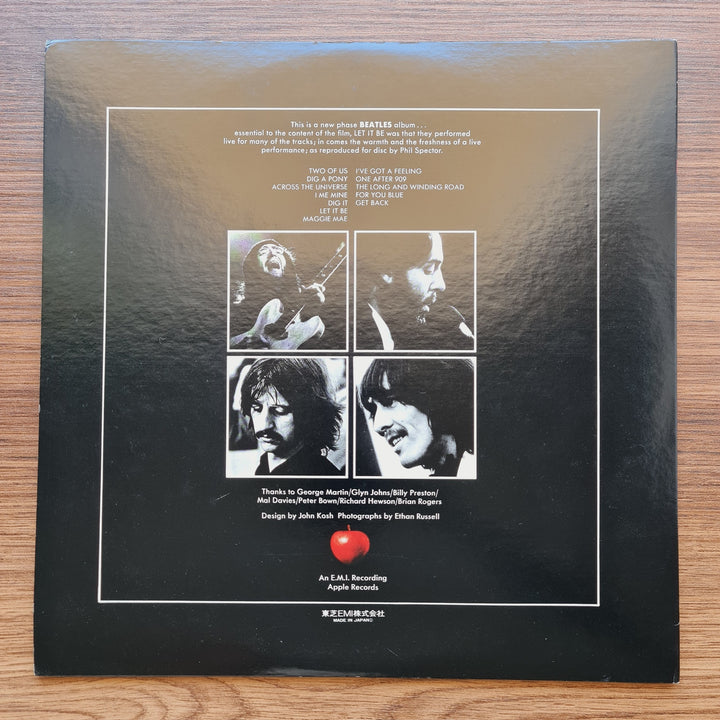 This is a new phase BEATLES album . . .
essential to the content of the film, LET IT BE was that they performed
live for many of the tracks; in comes the warmth and the freshness of a live
performance; as reproduced for disc by Phil Spector.
TWO OF US
DIG A PONY
ACROSS THE UNIVERSE
I ME MINE
DIG IT
LET IT BE
MAGGIE MAE
I'VE GOT A FEELING
ONE AFTER 909
THE LONG AND WINDING ROAD
FOR YOU BLUE
GET BACK
Thanks to George Martin/Glyn Johns/Billy Preston/
Mal Davies/Peter Bown/Richard Hewson/Brian Rogers
Design by John Kosh Photographs by Ethan Russell
An E.M.I. Recording
Apple Records
東芝EMI株式会社
MADE IN JAPAN